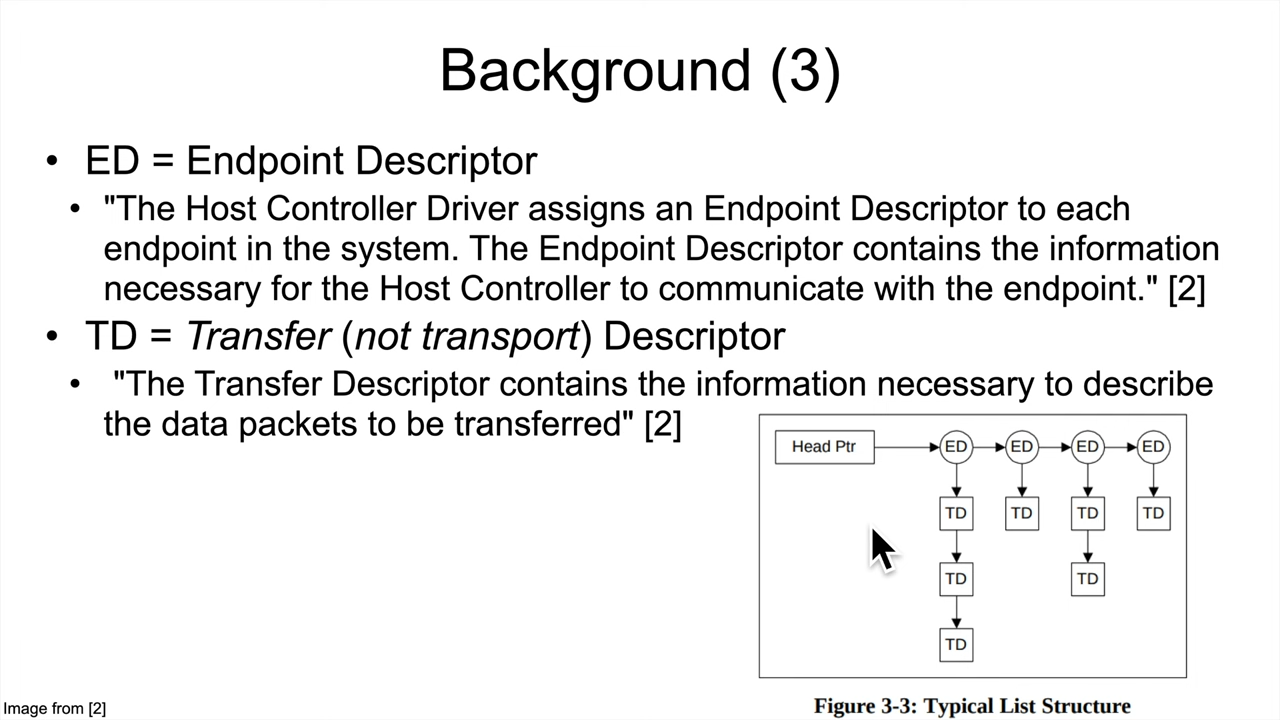 Background (3)
• ED = Endpoint Descriptor
• "The Host Controller Driver assigns an Endpoint Descriptor to each
endpoint in the system. The Endpoint Descriptor contains the information
necessary for the Host Controller to communicate with the endpoint." [2]
• TD = Transfer (not transport) Descriptor
• "The Transfer Descriptor contains the information necessary to describe
the data packets to be transferred" [2]
Head Ptr ED ED ED ED
TD TD TD TD
TD TD
TD
Image from [2]
Figure 3-3: Typical List Structure